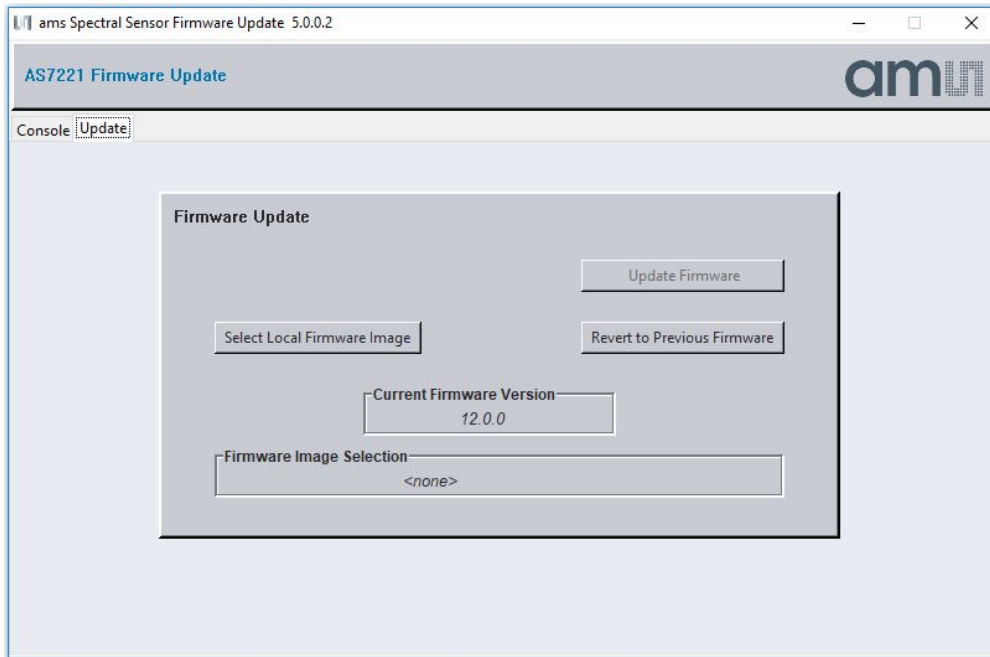 ams Spectral Sensor Firmware Update 5.0.0.2
AS7221 Firmware Update
am
Console Update
Firmware Update
Update Firmware
Select Local Firmware Image Revert to Previous Firmware
Current Firmware Version
12.0.0
Firmware Image Selection
<none>